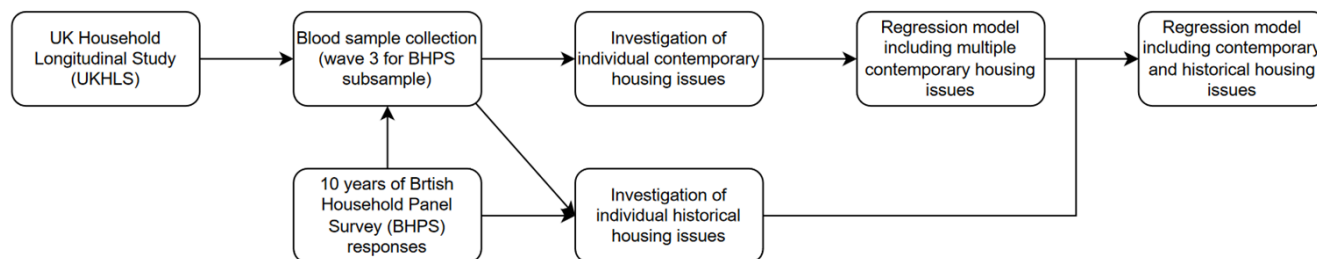 UK Household
Longitudinal Study
(UKHLS)
Blood sample collection
(wave 3 for BHPS
subsample)
Investigation of
individual contemporary
housing issues
Regression model
including multiple
contemporary housing
issues
Regression model
including contemporary
and historical housing
issues
10 years of Brtish
Household Panel
Survey (BHPS)
responses
Investigation of
individual historical
housing issues